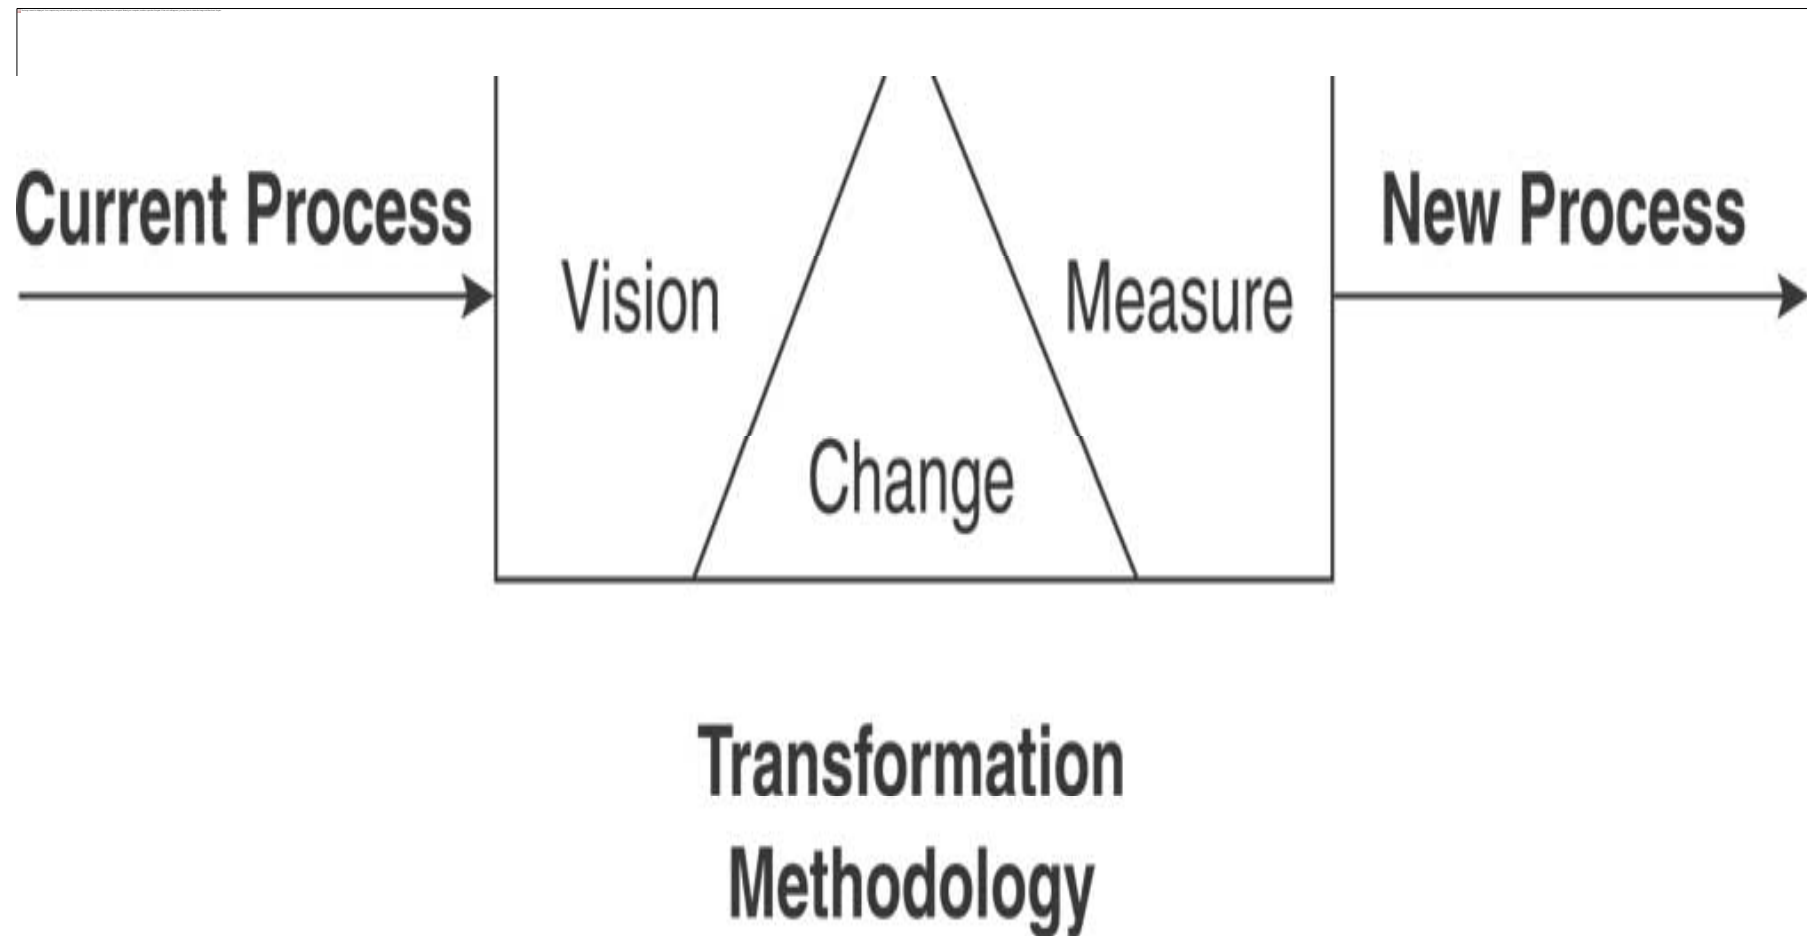 Current Process
New Process
Vision
Measure
Change
Transformation
Methodology